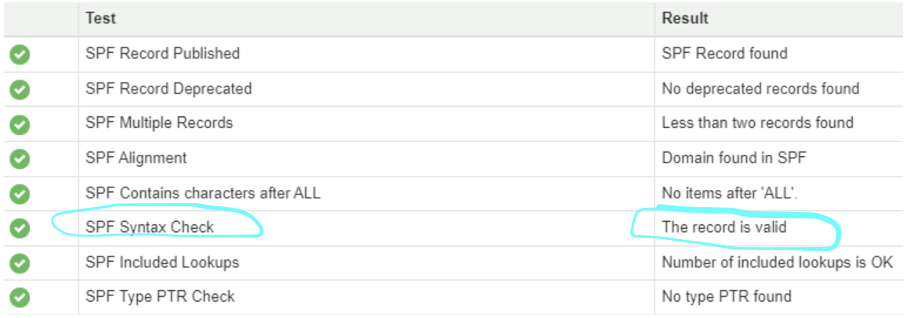 Test Result
SPF Record Published SPF Record found
SPF Record Deprecated No deprecated records found
SPF Multiple Records Less than two records found
SPF Alignment Domain found in SPF
SPF Contains characters after ALL No items after 'ALL'.
SPF Syntax Check The record is valid
SPF Included Lookups Number of included lookups is OK
SPF Type PTR Check No type PTR found